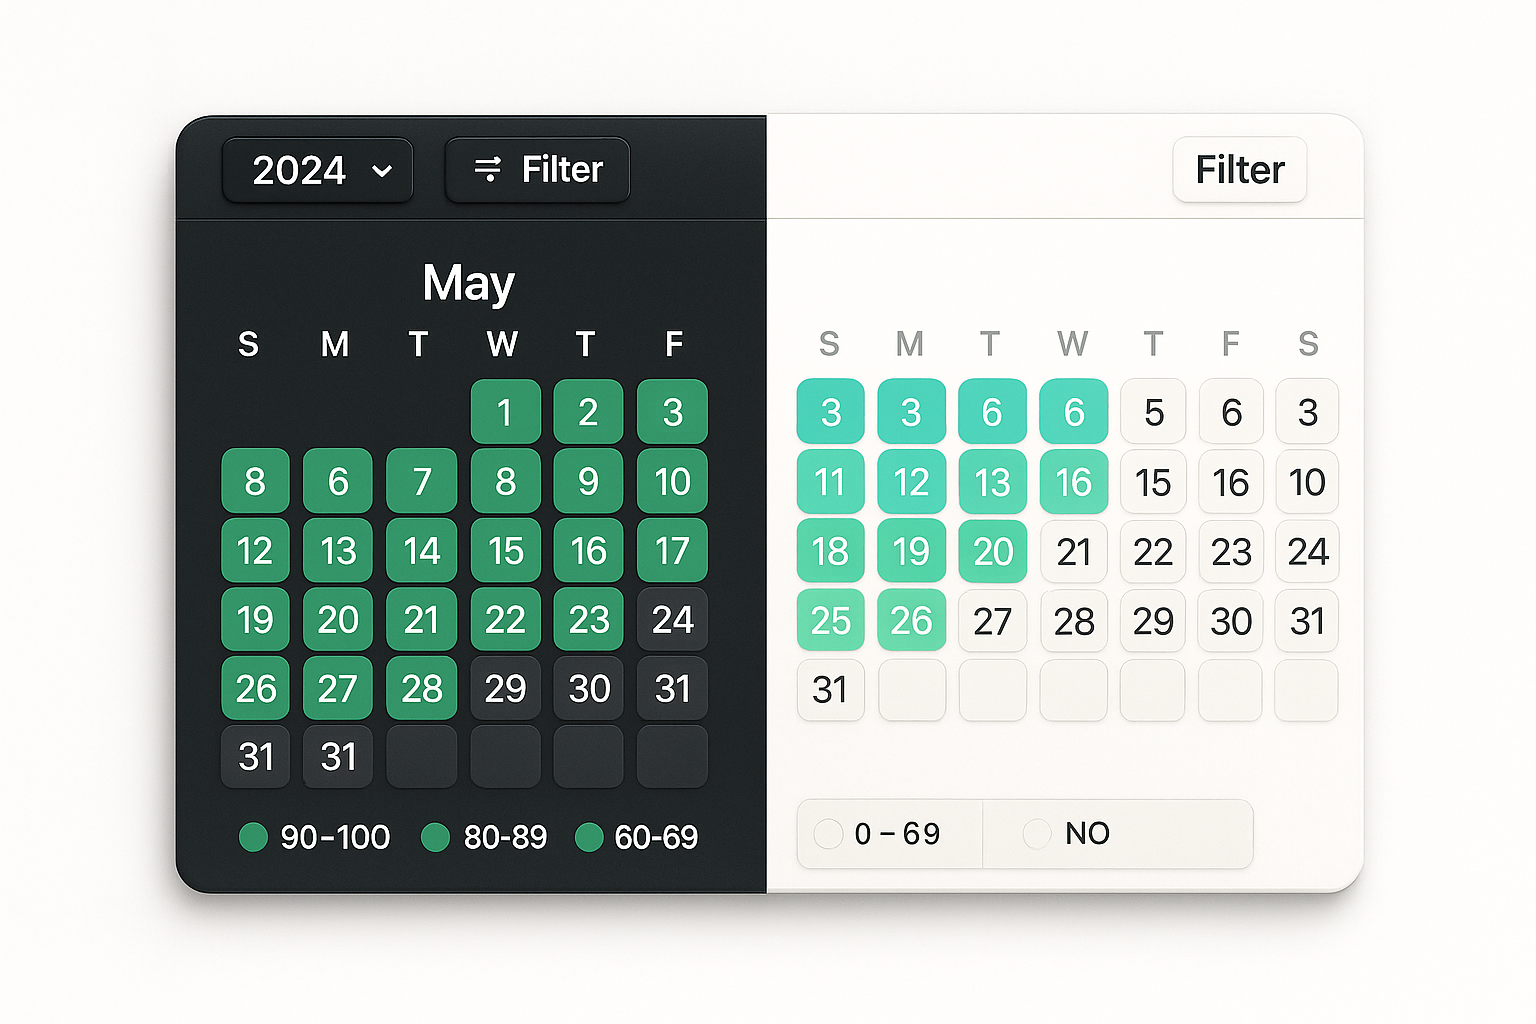 2024 Filter
May
S M T W T F
1 2 3
8 6 7 8 9 10
12 13 14 15 16 17
19 20 21 22 23 24
26 27 28 29 30 31
31 31
90-100 80-89 60-69
Filter
S M T W T F S
3 3 6 6 5 6 3
11 12 13 16 15 16 10
18 19 20 21 22 23 24
25 26 27 28 29 30 31
31
0 – 69 NO